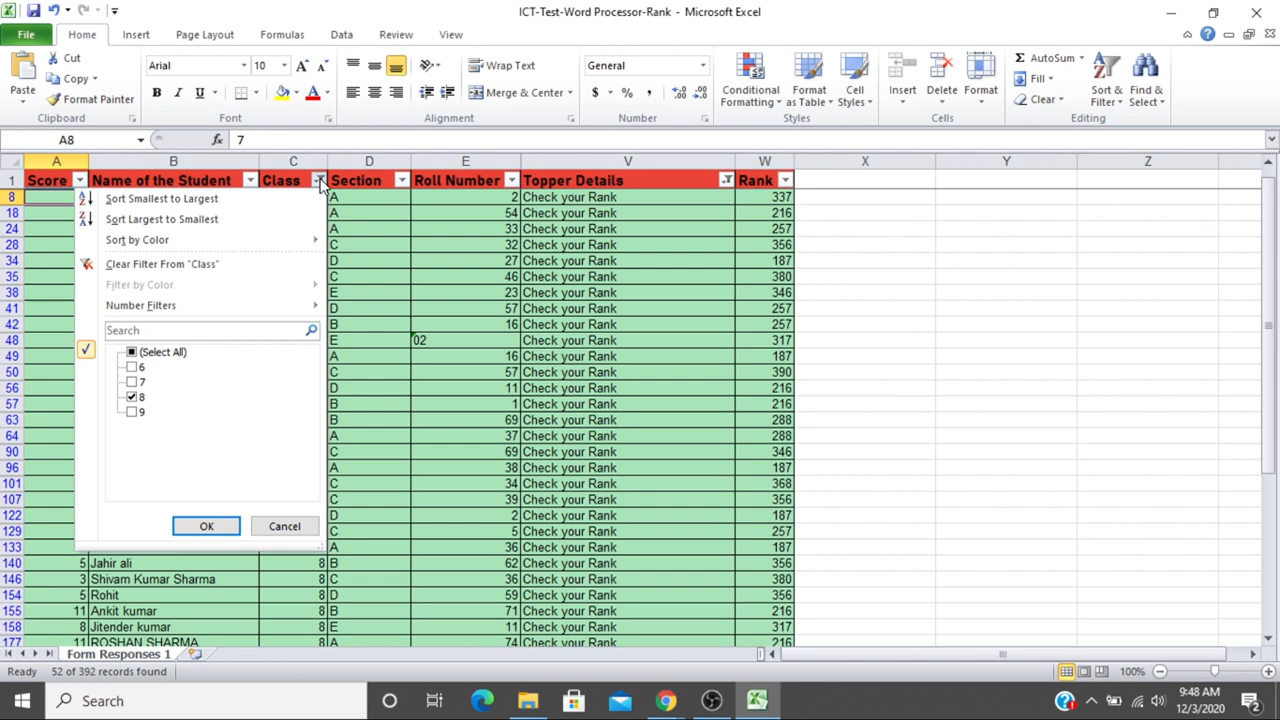 ICT-Test-Word Processor-Rank - Microsoft Excel
File Home Insert Page Layout Formulas Data Review View
Paste Cut Copy Format Painter Clipboard
Arial 10 A A B I U A Font
Wrap Text Merge & Center Alignment
General $ % , Number
Conditional Formatting Format as Table Cell Styles Styles
Insert Delete Format Cells
Σ AutoSum Fill Clear Sort & Filter Find & Select Editing
A8 fx 7
A B C D E V W X Y Z
1 Score Name of the Student Class Section Roll Number Topper Details Rank
8 A 2 Check your Rank 337
18 A 54 Check your Rank 216
24 A 33 Check your Rank 257
28 C 32 Check your Rank 356
34 D 27 Check your Rank 187
35 C 46 Check your Rank 380
38 E 23 Check your Rank 346
41 D 57 Check your Rank 257
42 B 16 Check your Rank 257
48 E 02 Check your Rank 317
49 A 16 Check your Rank 187
50 C 57 Check your Rank 390
56 D 11 Check your Rank 216
57 B 1 Check your Rank 216
63 B 69 Check your Rank 288
64 A 37 Check your Rank 288
90 C 69 Check your Rank 346
96 A 38 Check your Rank 187
101 C 34 Check your Rank 368
107 C 39 Check your Rank 356
122 D 2 Check your Rank 187
129 C 5 Check your Rank 257
133 A 36 Check your Rank 187
140 5 Jahir ali 8 B 62 Check your Rank 356
146 3 Shivam Kumar Sharma 8 C 36 Check your Rank 380
154 5 Rohit 8 D 59 Check your Rank 356
155 11 Ankit kumar 8 B 71 Check your Rank 216
158 8 Jitender kumar 8 E 11 Check your Rank 317
177 11 ROSHAN SHARMA 8 A 74 Check your Rank 216
Sort Smallest to Largest
Sort Largest to Smallest
Sort by Color
Clear Filter From "Class"
Filter by Color
Number Filters
Search
(Select All)
6
7
8
9
OK Cancel
Form Responses 1
Ready 52 of 392 records found 100%
Search
9:48 AM
12/3/2020
2